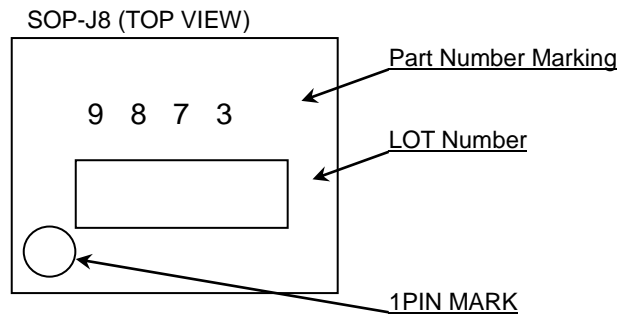 SOP-J8 (TOP VIEW)
Part Number Marking
9 8 7 3
LOT Number
1PIN MARK